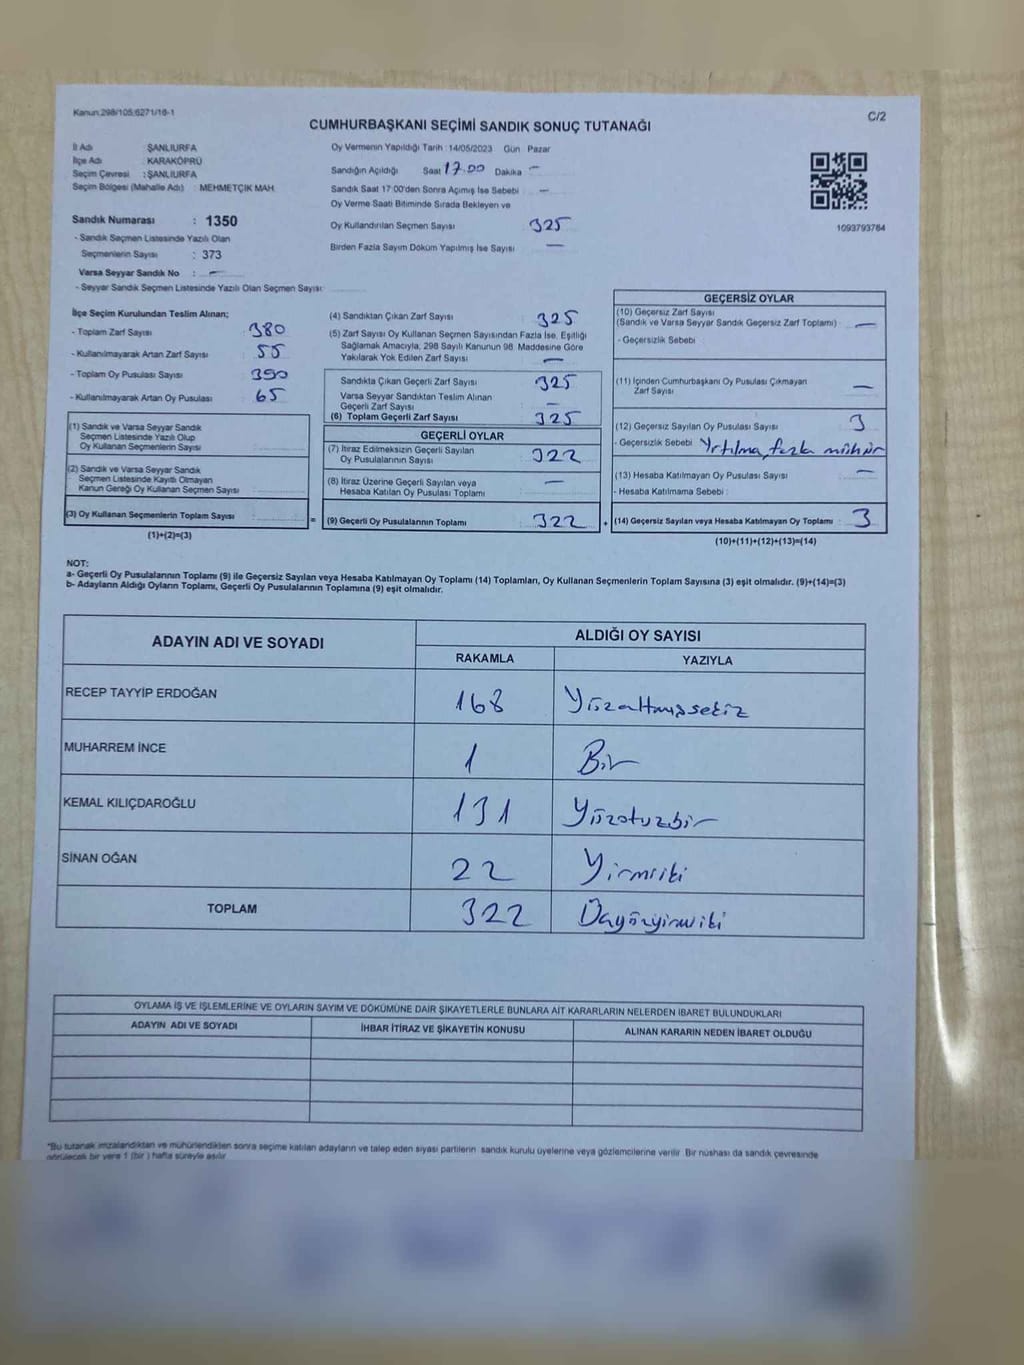 Kanun:298/105;6271/16-1
C/2
CUMHURBAŞKANI SEÇİMİ SANDIK SONUÇ TUTANAĞI
İl Adı ŞANLIURFA
İlçe Adı KARAKÖPRÜ
Seçim Çevresi : ŞANLIURFA
Seçim Bölgesi (Mahalle Adı) : MEHMETÇIK MAH.
Sandık Numarası : 1350
- Sandık Seçmen Listesinde Yazılı Olan
Seçmenlerin Sayısı : 373
Varsa Seyyar Sandık No : —
- Seyyar Sandık Seçmen Listesinde Yazılı Olan Seçmen Sayısı:
Oy Vermenin Yapıldığı Tarih : 14/05/2023 Gün Pazar
Sandığın Açıldığı Saat 17.00 Dakika —
Sandık Saat 17:00'den Sonra Açımış İse Sebebi —
Oy Verme Saati Bitiminde Sırada Bekleyen ve
Oy Kullandırılan Seçmen Sayısı 325
Birden Fazla Sayım Döküm Yapılmış İse Sayısı —
1093793784
İlçe Seçim Kurulundan Teslim Alınan;
- Toplam Zarf Sayısı 380
- Kullanılmayarak Artan Zarf Sayısı 55
- Toplam Oy Pusulası Sayısı 390
- Kullanılmayarak Artan Oy Pusulası 65
(1) Sandık ve Varsa Seyyar Sandık
Seçmen Listesinde Yazılı Olup
Oy Kullanan Seçmenlerin Sayısı
(2) Sandık ve Varsa Seyyar Sandık
Seçmen Listesinde Kayıtlı Olmayan
Kanun Gereği Oy Kullanan Seçmen Sayısı
(3) Oy Kullanan Seçmenlerin Toplam Sayısı
(1)+(2)=(3)
(4) Sandıktan Çıkan Zarf Sayısı 325
(5) Zarf Sayısı Oy Kullanan Seçmen Sayısından Fazla İse, Eşitliği
Sağlamak Amacıyla, 298 Sayılı Kanunun 98. Maddesine Göre
Yakılarak Yok Edilen Zarf Sayısı —
Sandıkta Çıkan Geçerli Zarf Sayısı 325
Varsa Seyyar Sandıktan Teslim Alınan
Geçerli Zarf Sayısı
(6) Toplam Geçerli Zarf Sayısı 325
GEÇERLİ OYLAR
(7) İtiraz Edilmeksizin Geçerli Sayılan
Oy Pusulalarının Sayısı 322
(8) İtiraz Üzerine Geçerli Sayılan veya
Hesaba Katılan Oy Pusulası Toplamı —
= (9) Geçerli Oy Pusulalarının Toplamı 322
GEÇERSİZ OYLAR
(10) Geçersiz Zarf Sayısı
(Sandık ve Varsa Seyyar Sandık Geçersiz Zarf Toplamı) : —
- Geçersizlik Sebebi :
(11) İçinden Cumhurbaşkanı Oy Pusulası Çıkmayan
Zarf Sayısı —
(12) Geçersiz Sayılan Oy Pusulası Sayısı 3
- Geçersizlik Sebebi Yırtılma, fazla mühür
(13) Hesaba Katılmayan Oy Pusulası Sayısı —
- Hesaba Katılmama Sebebi :
+ (14) Geçersiz Sayılan veya Hesaba Katılmayan Oy Toplamı : 3
(10)+(11)+(12)+(13)=(14)
NOT:
a- Geçerli Oy Pusulalarının Toplamı (9) ile Geçersiz Sayılan veya Hesaba Katılmayan Oy Toplamı (14) Toplamları, Oy Kullanan Seçmenlerin Toplam Sayısına (3) eşit olmalıdır. (9)+(14)=(3)
b- Adayların Aldığı Oyların Toplamı, Geçerli Oy Pusulalarının Toplamına (9) eşit olmalıdır.
ADAYIN ADI VE SOYADI ALDIĞI OY SAYISI
RAKAMLA YAZIYLA
RECEP TAYYİP ERDOĞAN 168 Yüzaltmışsekiz
MUHARREM İNCE 1 Bir
KEMAL KILIÇDAROĞLU 131 Yüzotuzbir
SİNAN OĞAN 22 Yirmiiki
TOPLAM 322 Üçyüzyirmiiki
OYLAMA İŞ VE İŞLEMLERİNE VE OYLARIN SAYIM VE DÖKÜMÜNE DAİR ŞİKAYETLERLE BUNLARA AİT KARARLARIN NELERDEN İBARET BULUNDUKLARI
ADAYIN ADI VE SOYADI İHBAR İTİRAZ VE ŞİKAYETİN KONUSU ALINAN KARARIN NEDEN İBARET OLDUĞU
*Bu tutanak imzalandıktan ve mühürlendikten sonra seçime katılan adayların ve talep eden siyasi partilerin sandık kurulu üyelerine veya gözlemcilerine verilir. Bir nüshası da sandık çevresinde
görülecek bir yere 1 (bir) hafta süreyle asılır.